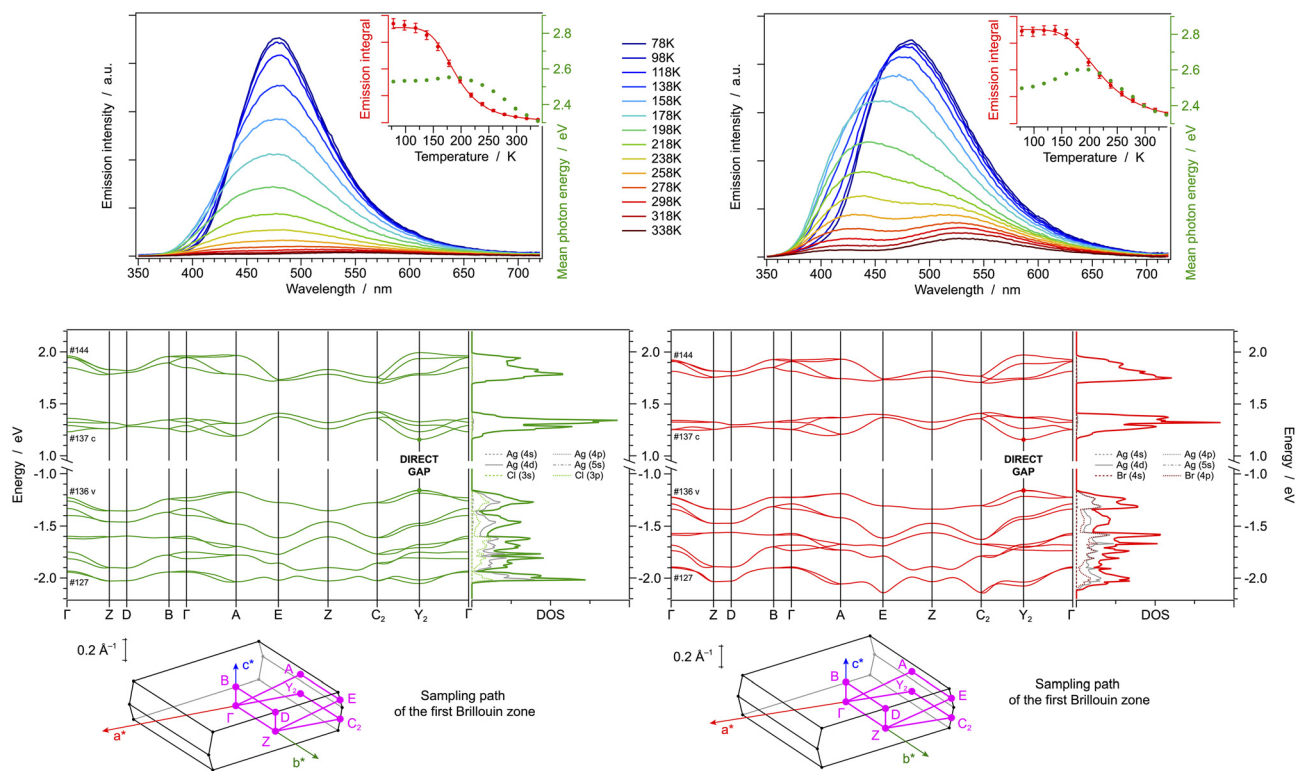 Emission intensity / a.u.
Emission integral
2.8
2.6
2.4
Mean photon energy / eV
100 150 200 250 300
Temperature / K
350 400 450 500 550 600 650 700
Wavelength / nm
78K
98K
118K
138K
158K
178K
198K
218K
238K
258K
278K
298K
318K
338K
Emission intensity / a.u.
Emission integral
2.8
2.6
2.4
Mean photon energy / eV
100 150 200 250 300
Temperature / K
350 400 450 500 550 600 650 700
Wavelength / nm
Energy / eV
2.0
1.5
1.0
-1.0
-1.5
-2.0
#144
#137 c
#136 v
#127
DIRECT
GAP
Ag (4s) Ag (4p)
Ag (4d) Ag (5s)
Cl (3s) Cl (3p)
Γ Z D B Γ A E Z C2 Y2 Γ DOS
#144
#137 c
#136 v
#127
DIRECT
GAP
Ag (4s) Ag (4p)
Ag (4d) Ag (5s)
Br (4s) Br (4p)
Γ Z D B Γ A E Z C2 Y2 Γ DOS
2.0
1.5
1.0
-1.0
-1.5
-2.0
Energy / eV
0.2 Å⁻¹
c*
A
B
Y2
E
Γ
D
C2
Z
a*
b*
Sampling path
of the first Brillouin zone
0.2 Å⁻¹
c*
A
B
Y2
E
Γ
D
C2
Z
a*
b*
Sampling path
of the first Brillouin zone